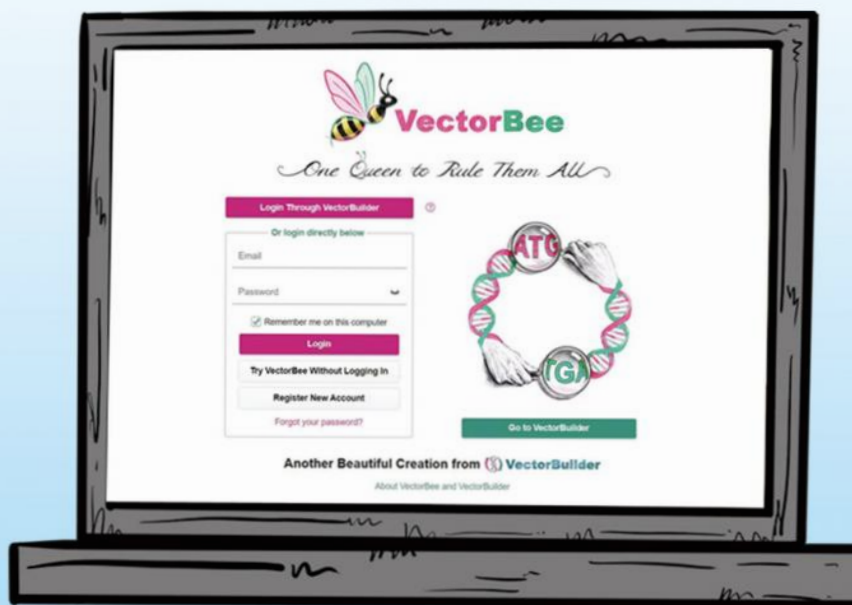 VectorBee
One Queen to Rule Them All
Login Through VectorBuilder
Or login directly below
Email
Password
Remember me on this computer
Login
Try VectorBee Without Logging In
Register New Account
Forgot your password?
ATG
TGA
Go to VectorBuilder
Another Beautiful Creation from VectorBuilder
About VectorBee and VectorBuilder